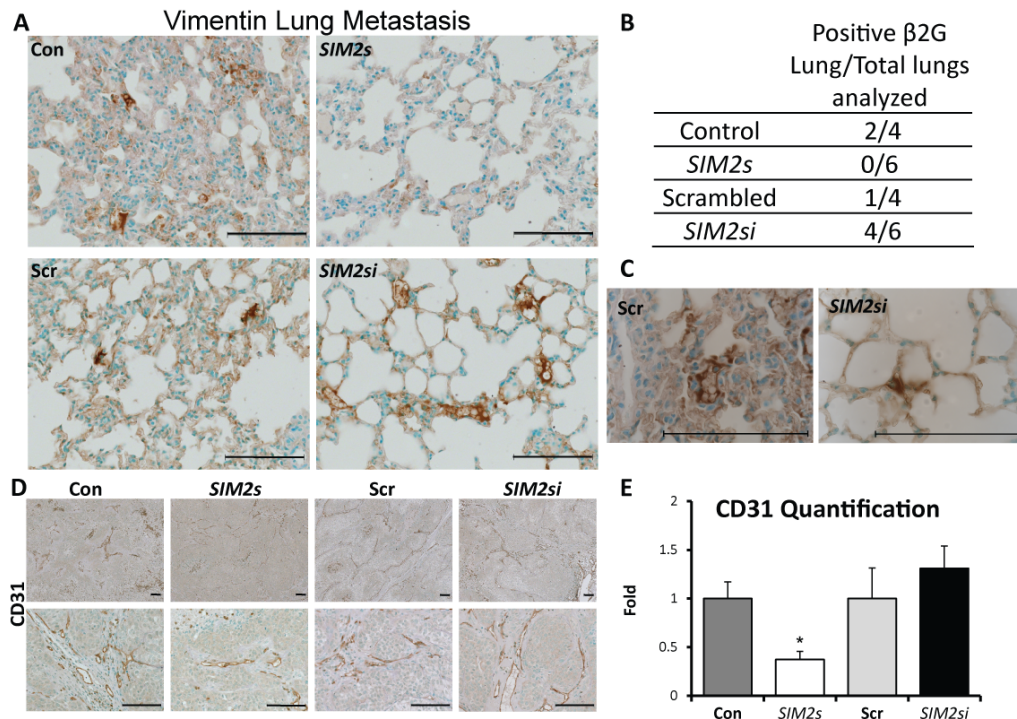 A
Vimentin Lung Metastasis
Con
SIM2s
Scr
SIM2si
B
Positive β2G
Lung/Total lungs
analyzed
Control 2/4
SIM2s 0/6
Scrambled 1/4
SIM2si 4/6
C
Scr
SIM2si
D
Con SIM2s Scr SIM2si
CD31
E
CD31 Quantification
Fold
2
1.5
1
0.5
0
*
Con SIM2s Scr SIM2si